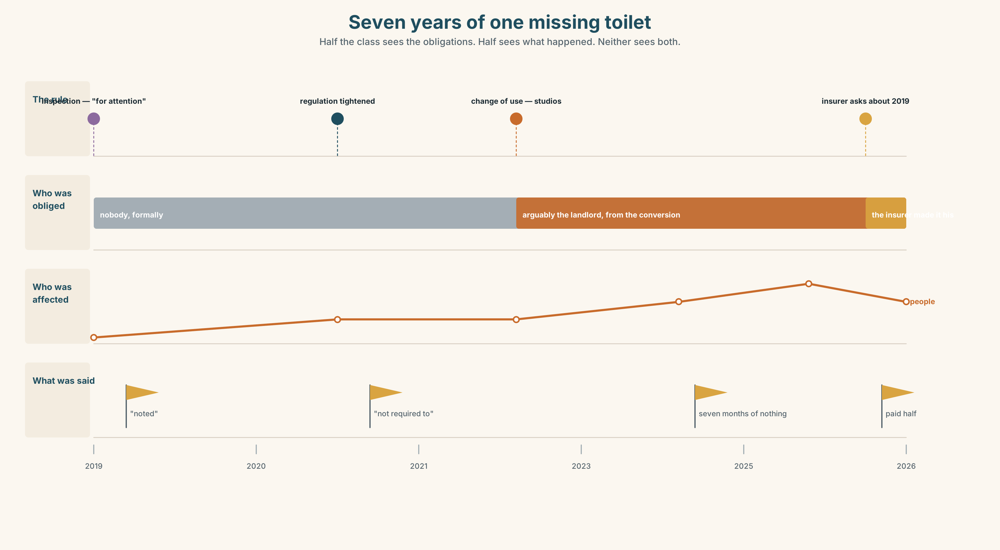 Seven years of one missing toilet
Half the class sees the obligations. Half sees what happened. Neither sees both.
The rule
inspection — "for attention"
regulation tightened
change of use — studios
insurer asks about 2019
Who was
obliged
nobody, formally
arguably the landlord, from the conversion
the insurer made it his
Who was
affected
people
What was said
"noted"
"not required to"
seven months of nothing
paid half
2019
2020
2021
2023
2025
2026